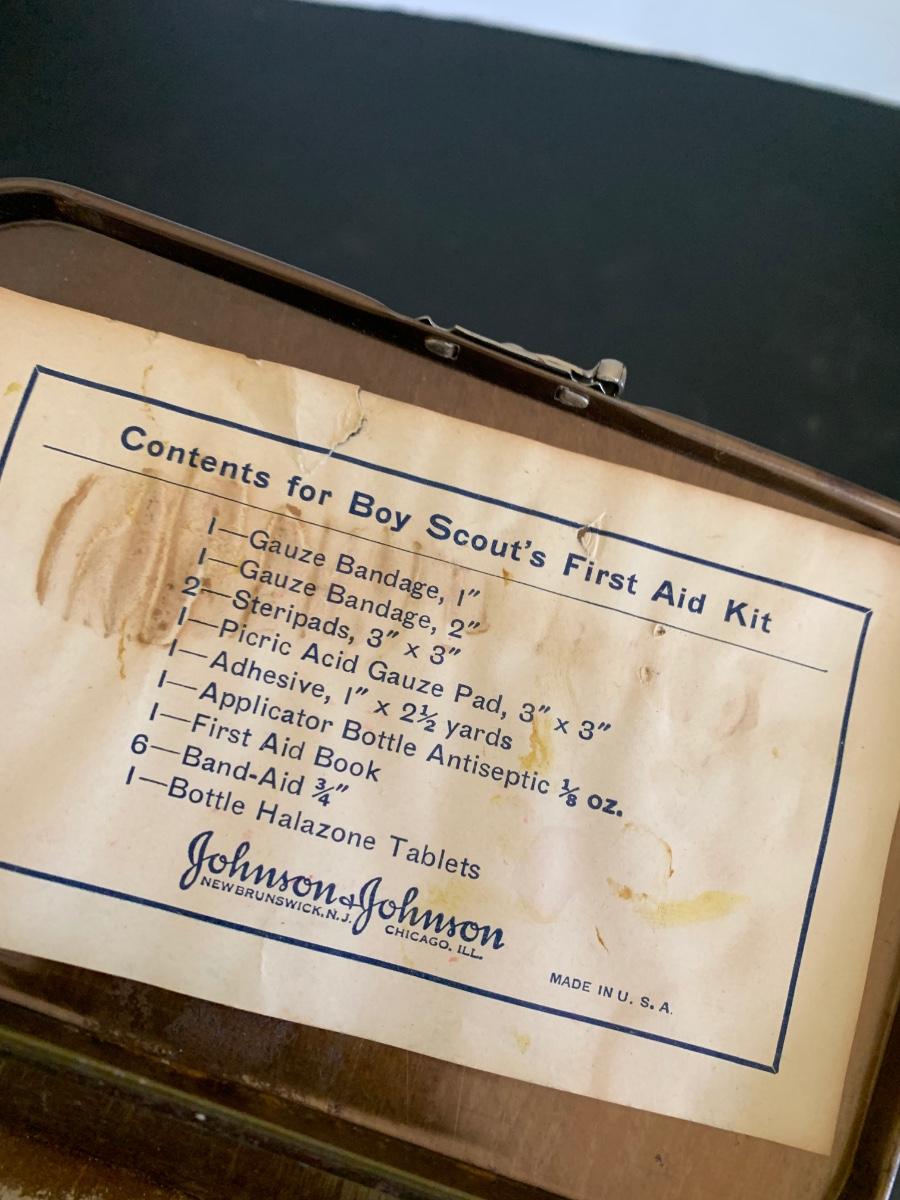 Contents for Boy Scout's First Aid Kit
1—Gauze Bandage, 1"
1—Gauze Bandage, 2"
2—Steripads, 3" x 3"
1—Picric Acid Gauze Pad, 3" x 3"
1—Adhesive, 1" x 2½ yards
1—Applicator Bottle Antiseptic ⅛ oz.
1—First Aid Book
6—Band-Aid ¾"
1—Bottle Halazone Tablets
Johnson & Johnson
NEW BRUNSWICK, N.J. CHICAGO, ILL.
MADE IN U. S. A.